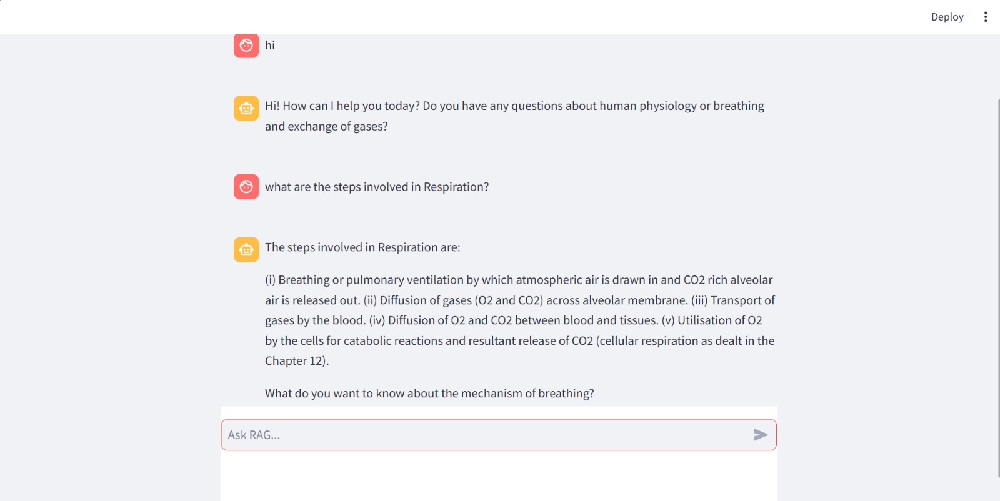 Deploy
hi
Hi! How can I help you today? Do you have any questions about human physiology or breathing
and exchange of gases?
what are the steps involved in Respiration?
The steps involved in Respiration are:
(i) Breathing or pulmonary ventilation by which atmospheric air is drawn in and CO2 rich alveolar
air is released out. (ii) Diffusion of gases (O2 and CO2) across alveolar membrane. (iii) Transport of
gases by the blood. (iv) Diffusion of O2 and CO2 between blood and tissues. (v) Utilisation of O2
by the cells for catabolic reactions and resultant release of CO2 (cellular respiration as dealt in the
Chapter 12).
What do you want to know about the mechanism of breathing?
Ask RAG...